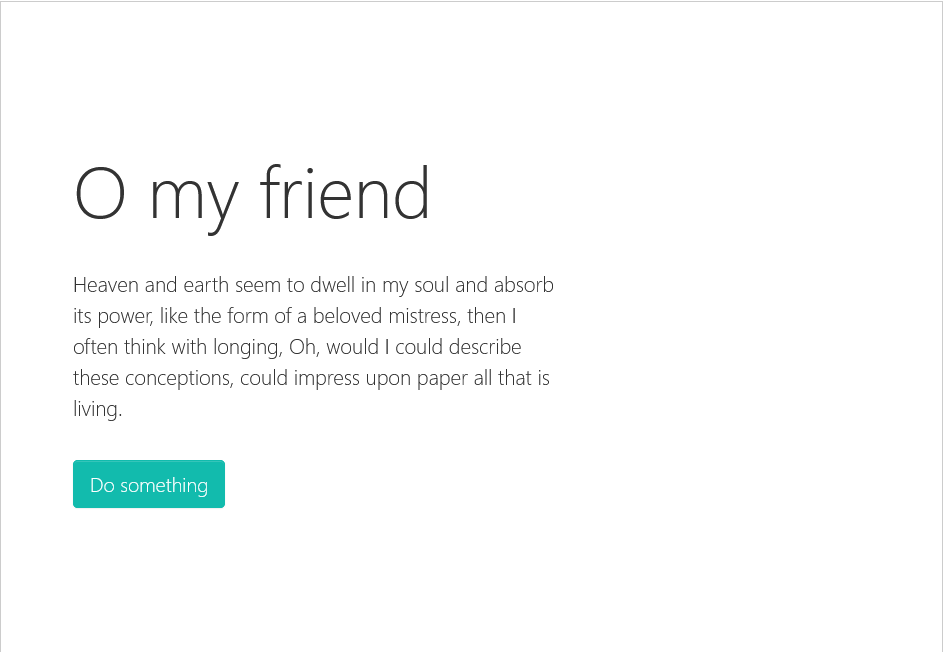 O my friend
Heaven and earth seem to dwell in my soul and absorb
its power, like the form of a beloved mistress, then I
often think with longing, Oh, would I could describe
these conceptions, could impress upon paper all that is
living.
Do something